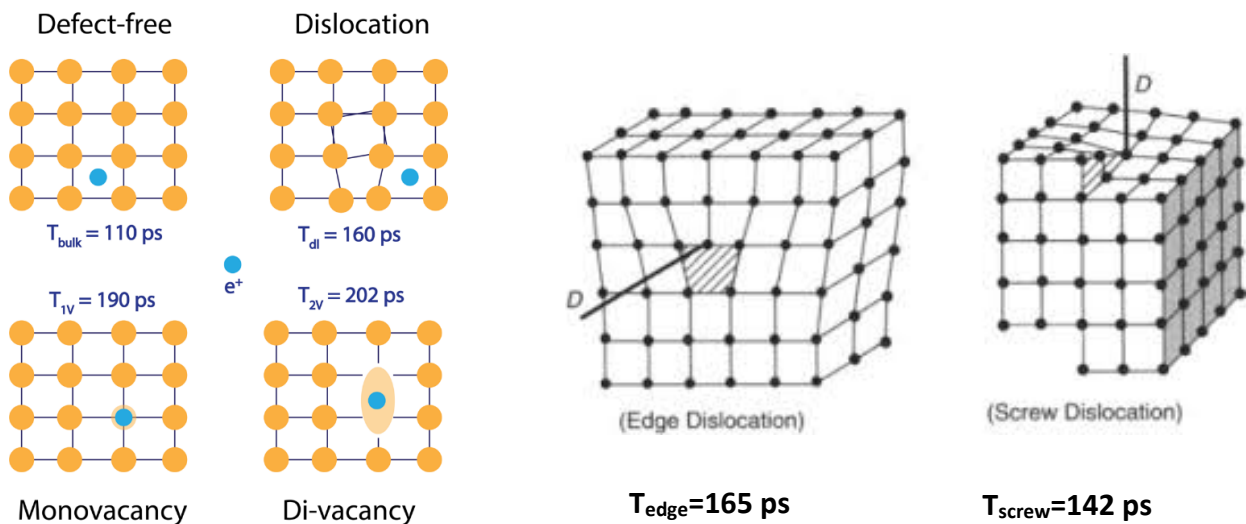 Defect-free
Dislocation
T_bulk = 110 ps
T_dl = 160 ps
e⁺
T_1V = 190 ps
T_2V = 202 ps
Monovacancy
Di-vacancy
D
(Edge Dislocation)
T_edge=165 ps
D
(Screw Dislocation)
T_screw=142 ps